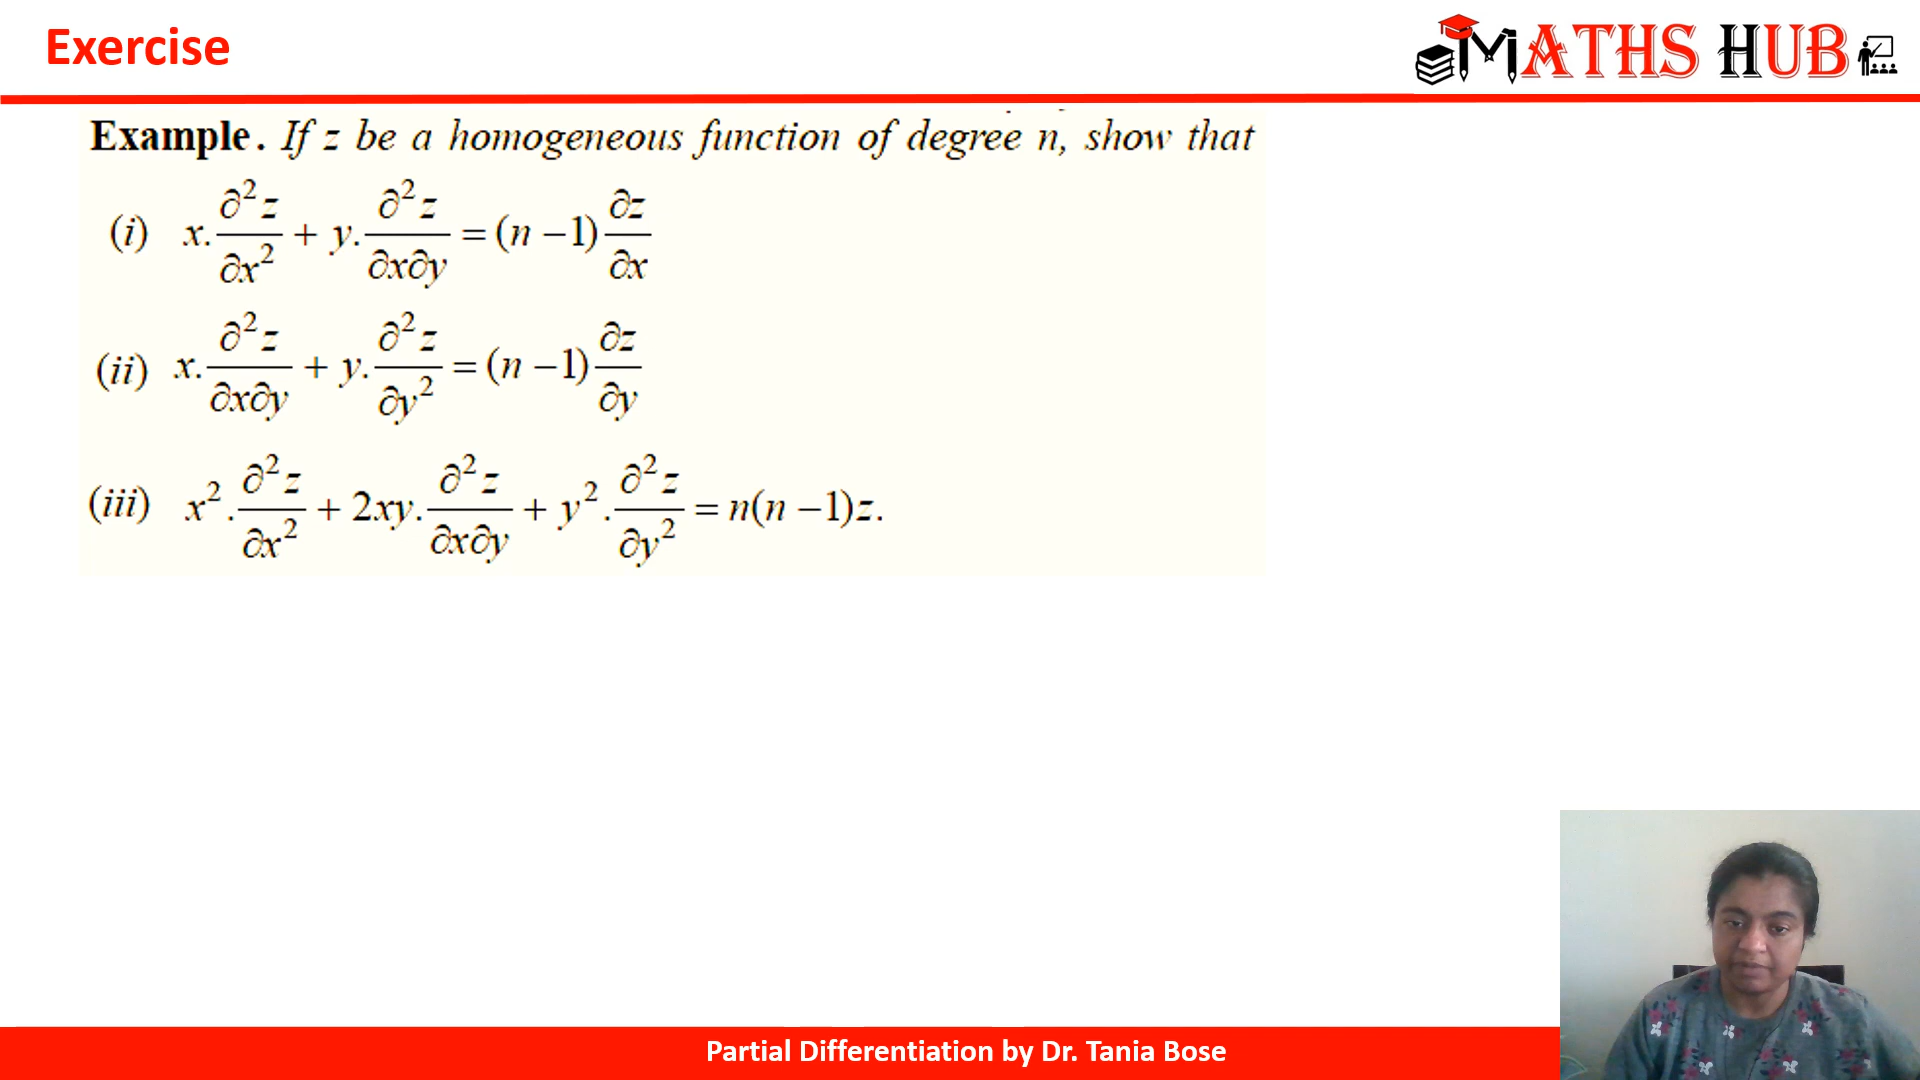 Exercise
MATHS HUB
Example. If z be a homogeneous function of degree n, show that
(i) x.∂²z/∂x² + y.∂²z/∂x∂y = (n −1)∂z/∂x
(ii) x.∂²z/∂x∂y + y.∂²z/∂y² = (n −1)∂z/∂y
(iii) x².∂²z/∂x² + 2xy.∂²z/∂x∂y + y².∂²z/∂y² = n(n −1)z.
Partial Differentiation by Dr. Tania Bose